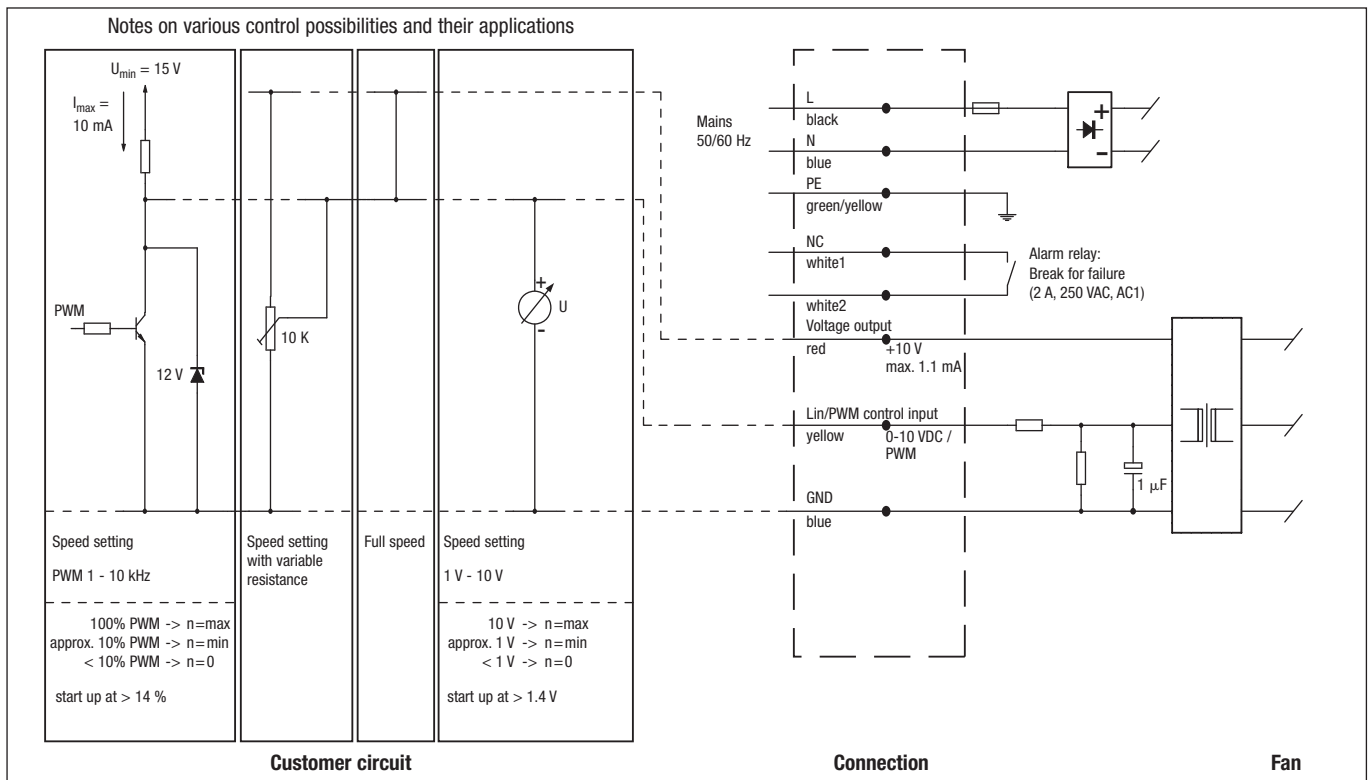 Notes on various control possibilities and their applications
Umin = 15 V
Imax =
10 mA
PWM
12 V
Speed setting
PWM 1 - 10 kHz
100% PWM -> n=max
approx. 10% PWM -> n=min
< 10% PWM -> n=0
start up at > 14 %
10 K
Speed setting
with variable
resistance
Full speed
+
U
-
Speed setting
1 V - 10 V
10 V -> n=max
approx. 1 V -> n=min
< 1 V -> n=0
start up at > 1.4 V
Customer circuit
Mains
50/60 Hz
L
black
N
blue
PE
green/yellow
NC
white1
white2
Voltage output
red
+10 V
max. 1.1 mA
Lin/PWM control input
yellow
0-10 VDC /
PWM
GND
blue
Connection
+
-
Alarm relay:
Break for failure
(2 A, 250 VAC, AC1)
1 μF
Fan